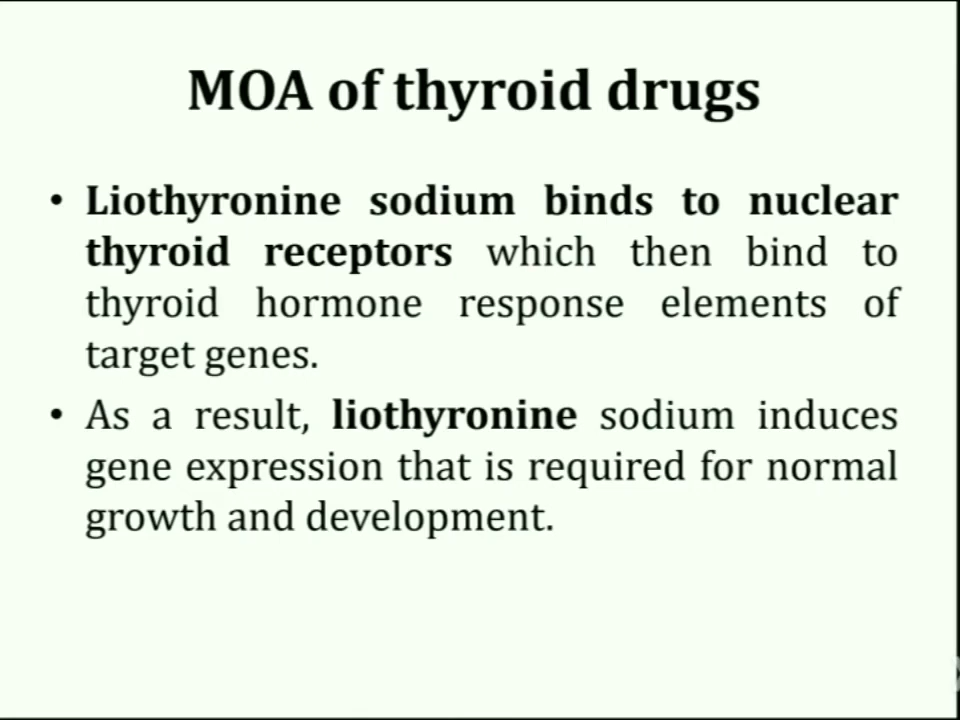 MOA of thyroid drugs
• Liothyronine sodium binds to nuclear
thyroid receptors which then bind to
thyroid hormone response elements of
target genes.
• As a result, liothyronine sodium induces
gene expression that is required for normal
growth and development.